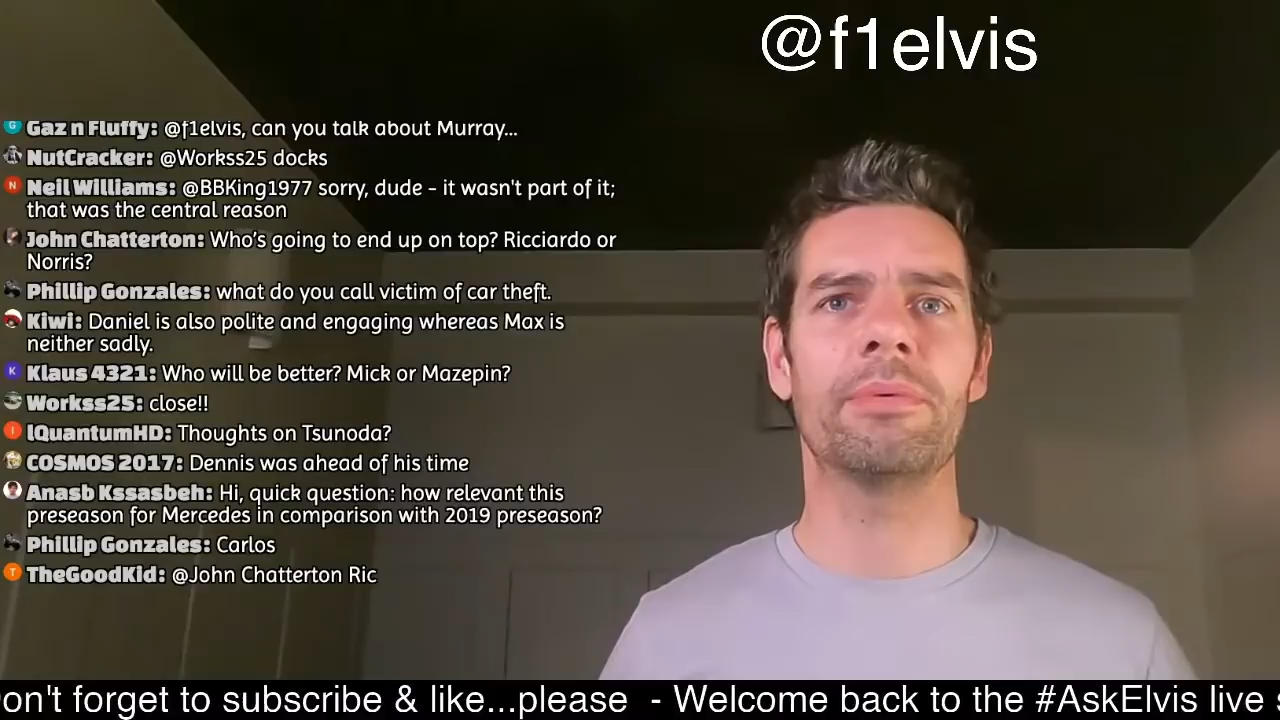 @f1elvis
Gaz n Fluffy: @f1elvis, can you talk about Murray...
NutCracker: @Workss25 docks
Neil Williams: @BBKing1977 sorry, dude - it wasn't part of it;
that was the central reason
John Chatterton: Who's going to end up on top? Ricciardo or
Norris?
Phillip Gonzales: what do you call victim of car theft.
Kiwi: Daniel is also polite and engaging whereas Max is
neither sadly.
Klaus 4321: Who will be better? Mick or Mazepin?
Workss25: close!!
lQuantumHD: Thoughts on Tsunoda?
COSMOS 2017: Dennis was ahead of his time
Anasb Kssasbeh: Hi, quick question: how relevant this
preseason for Mercedes in comparison with 2019 preseason?
Phillip Gonzales: Carlos
TheGoodKid: @John Chatterton Ric
on't forget to subscribe & like...please - Welcome back to the #AskElvis live s